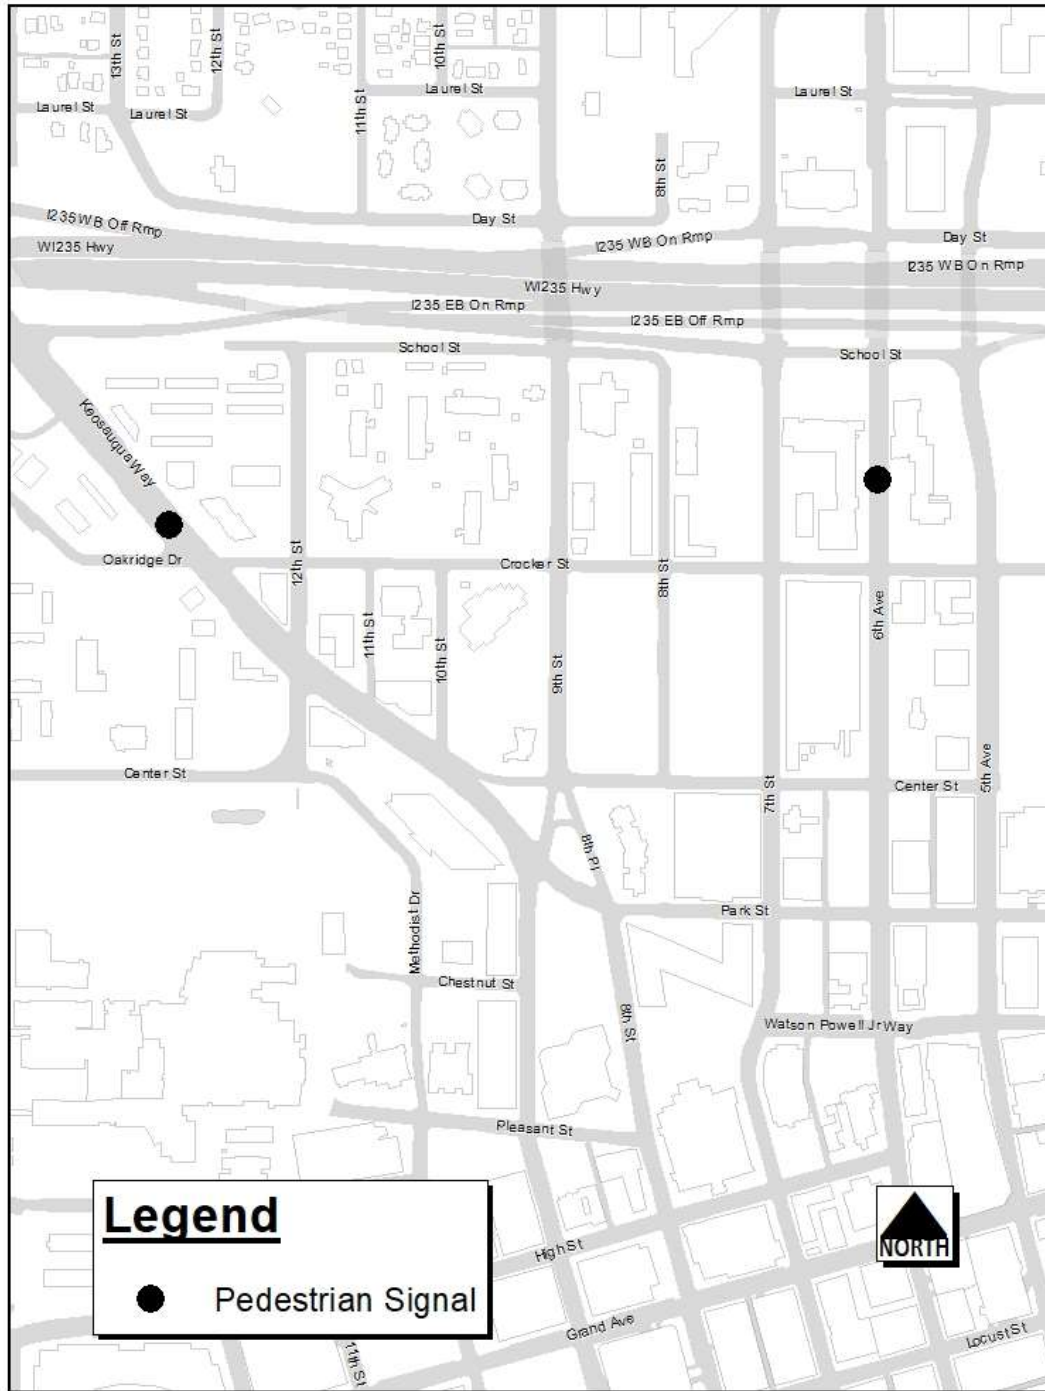 13th St
12th St
10th St
Laurel St
Laurel St
11th St
Laurel St
Laurel St
8th St
Day St
I235 WB Off Rmp
I235 WB On Rmp
Day St
WI235 Hwy
I235 WB On Rmp
WI235 Hwy
I235 EB On Rmp
I235 EB Off Rmp
School St
School St
Keosauqua Way
Oakridge Dr
12th St
Crocker St
8th St
6th Ave
11th St
10th St
9th St
Center St
Center St
7th St
5th Ave
8th Pl
Park St
Methodist Dr
Chestnut St
8th St
Watson Powell Jr Way
Pleasant St
High St
Grand Ave
Locust St
11th St
Legend
Pedestrian Signal
NORTH